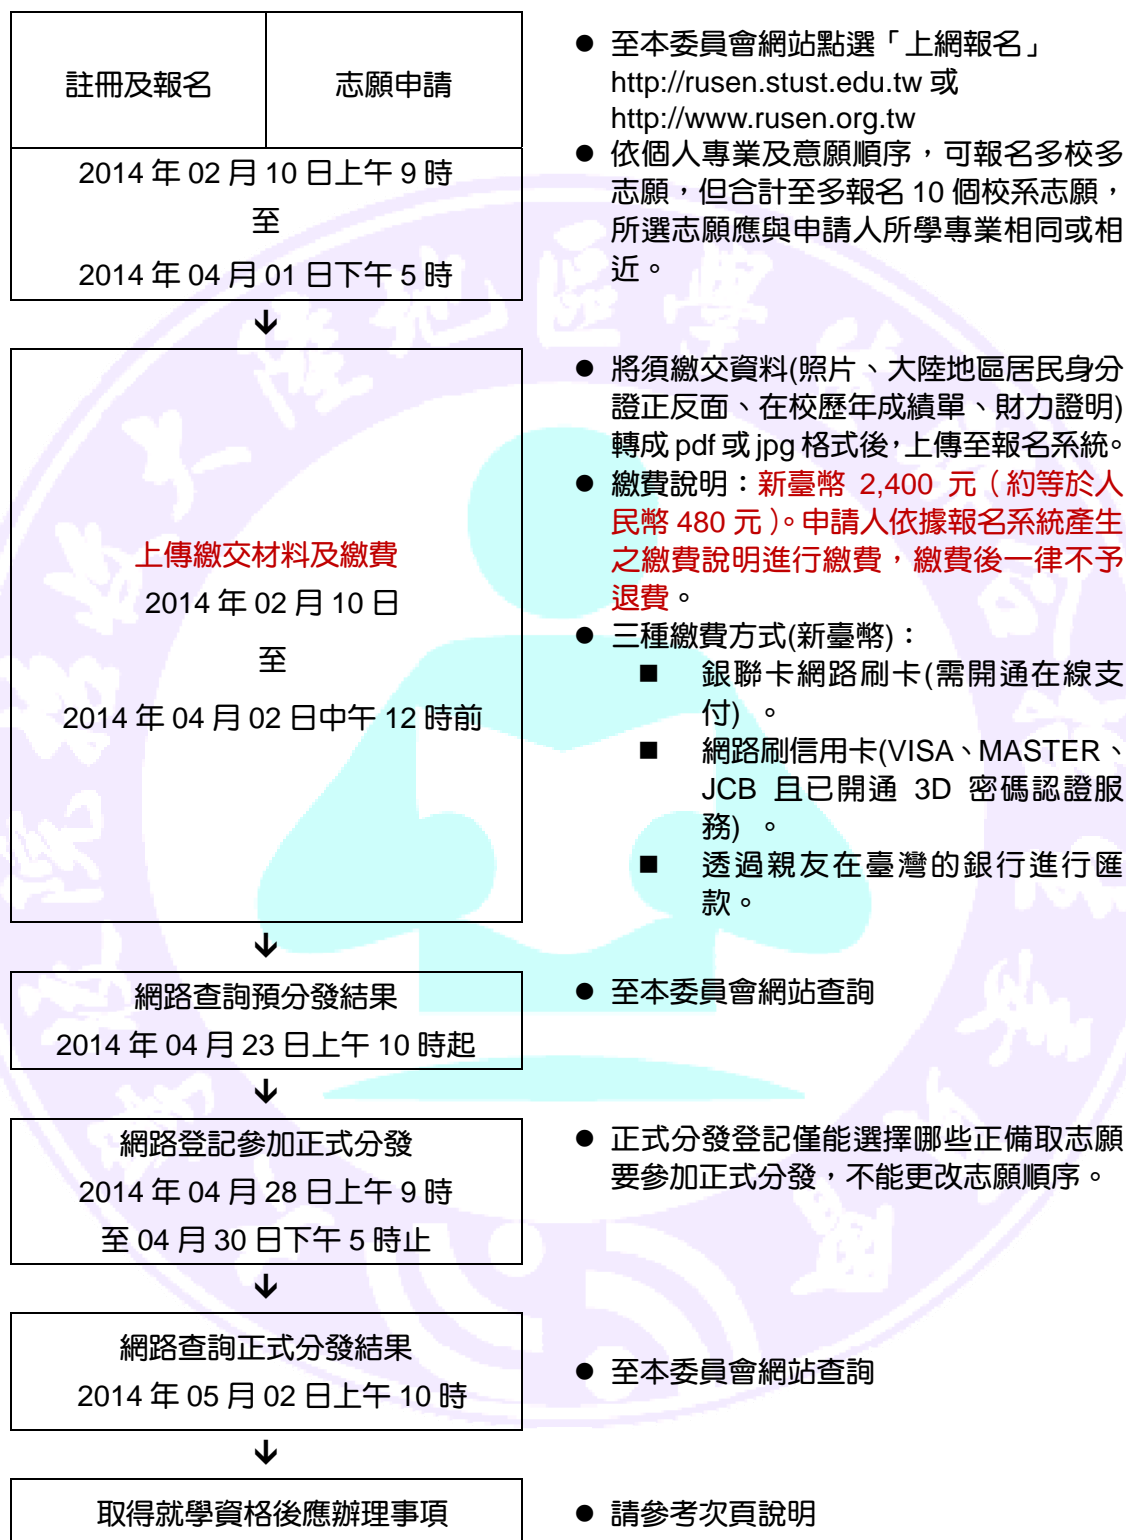 註冊及報名
志願申請
2014 年 02 月 10 日上午 9 時
至
2014 年 04 月 01 日下午 5 時
● 至本委員會網站點選「上網報名」
http://rusen.stust.edu.tw 或
http://www.rusen.org.tw
● 依個人專業及意願順序，可報名多校多
志願，但合計至多報名 10 個校系志願，
所選志願應與申請人所學專業相同或相
近。
↓
上傳繳交材料及繳費
2014 年 02 月 10 日
至
2014 年 04 月 02 日中午 12 時前
● 將須繳交資料(照片、大陸地區居民身分
證正反面、在校歷年成績單、財力證明)
轉成 pdf 或 jpg 格式後，上傳至報名系統。
● 繳費說明：新臺幣 2,400 元（約等於人
民幣 480 元）。申請人依據報名系統產生
之繳費說明進行繳費，繳費後一律不予
退費。
● 三種繳費方式(新臺幣)：
■ 銀聯卡網路刷卡(需開通在線支
付) 。
■ 網路刷信用卡(VISA、MASTER、
JCB 且已開通 3D 密碼認證服
務) 。
■ 透過親友在臺灣的銀行進行匯
款。
↓
網路查詢預分發結果
2014 年 04 月 23 日上午 10 時起
● 至本委員會網站查詢
↓
網路登記參加正式分發
2014 年 04 月 28 日上午 9 時
至 04 月 30 日下午 5 時止
● 正式分發登記僅能選擇哪些正備取志願
要參加正式分發，不能更改志願順序。
↓
網路查詢正式分發結果
2014 年 05 月 02 日上午 10 時
● 至本委員會網站查詢
↓
取得就學資格後應辦理事項
● 請參考次頁說明